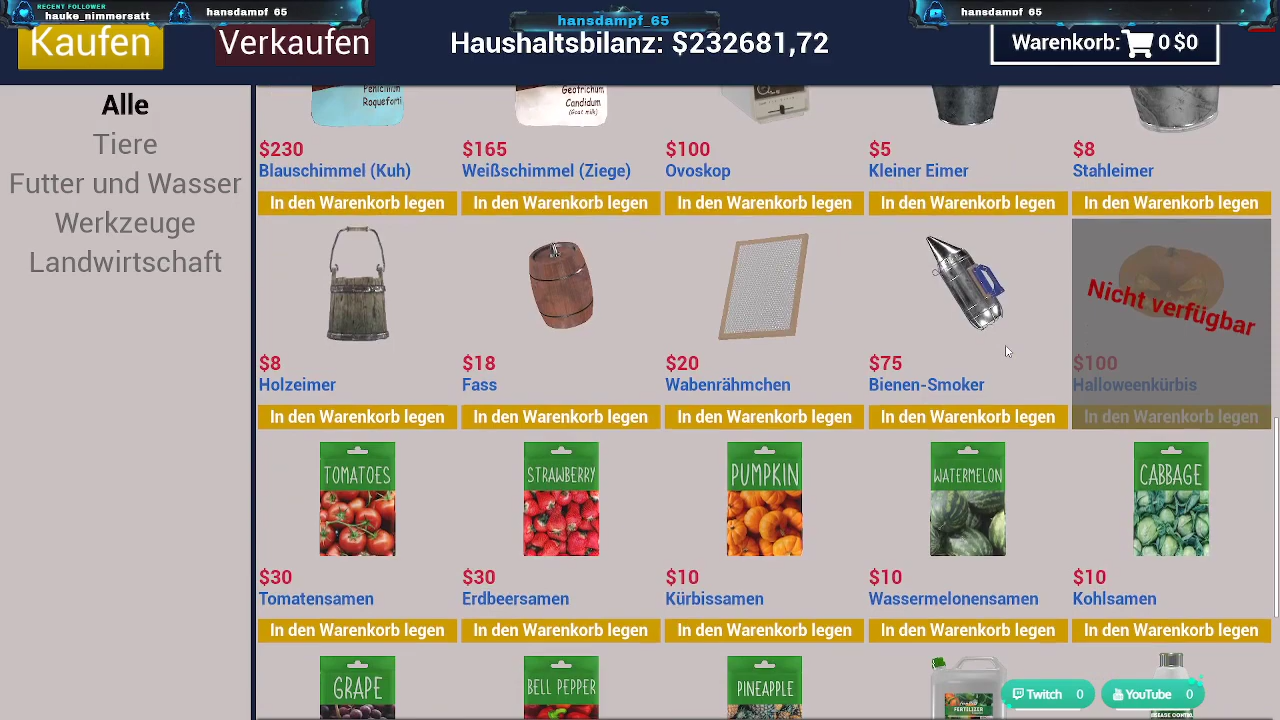 RECENT FOLLOWER
hauke_nimmersatt
hansdampf_65
hansdampf_65
hansdampf_65
Kaufen
Verkaufen
Haushaltsbilanz: $232681,72
Warenkorb: 0 $0
Alle
Tiere
Futter und Wasser
Werkzeuge
Landwirtschaft
Penicillium
Roqueforti
Geotrichum
Candidum
(Goat milk)
$230
Blauschimmel (Kuh)
In den Warenkorb legen
$165
Weißschimmel (Ziege)
In den Warenkorb legen
$100
Ovoskop
In den Warenkorb legen
$5
Kleiner Eimer
In den Warenkorb legen
$8
Stahleimer
In den Warenkorb legen
$8
Holzeimer
In den Warenkorb legen
$18
Fass
In den Warenkorb legen
$20
Wabenrähmchen
In den Warenkorb legen
$75
Bienen-Smoker
In den Warenkorb legen
Nicht verfügbar
$100
Halloweenkürbis
In den Warenkorb legen
TOMATOES
$30
Tomatensamen
In den Warenkorb legen
STRAWBERRY
$30
Erdbeersamen
In den Warenkorb legen
PUMPKIN
$10
Kürbissamen
In den Warenkorb legen
WATERMELON
$10
Wassermelonensamen
In den Warenkorb legen
CABBAGE
$10
Kohlsamen
In den Warenkorb legen
GRAPE
BELL PEPPER
PINEAPPLE
FERTILIZER
Twitch 0
YouTube 0